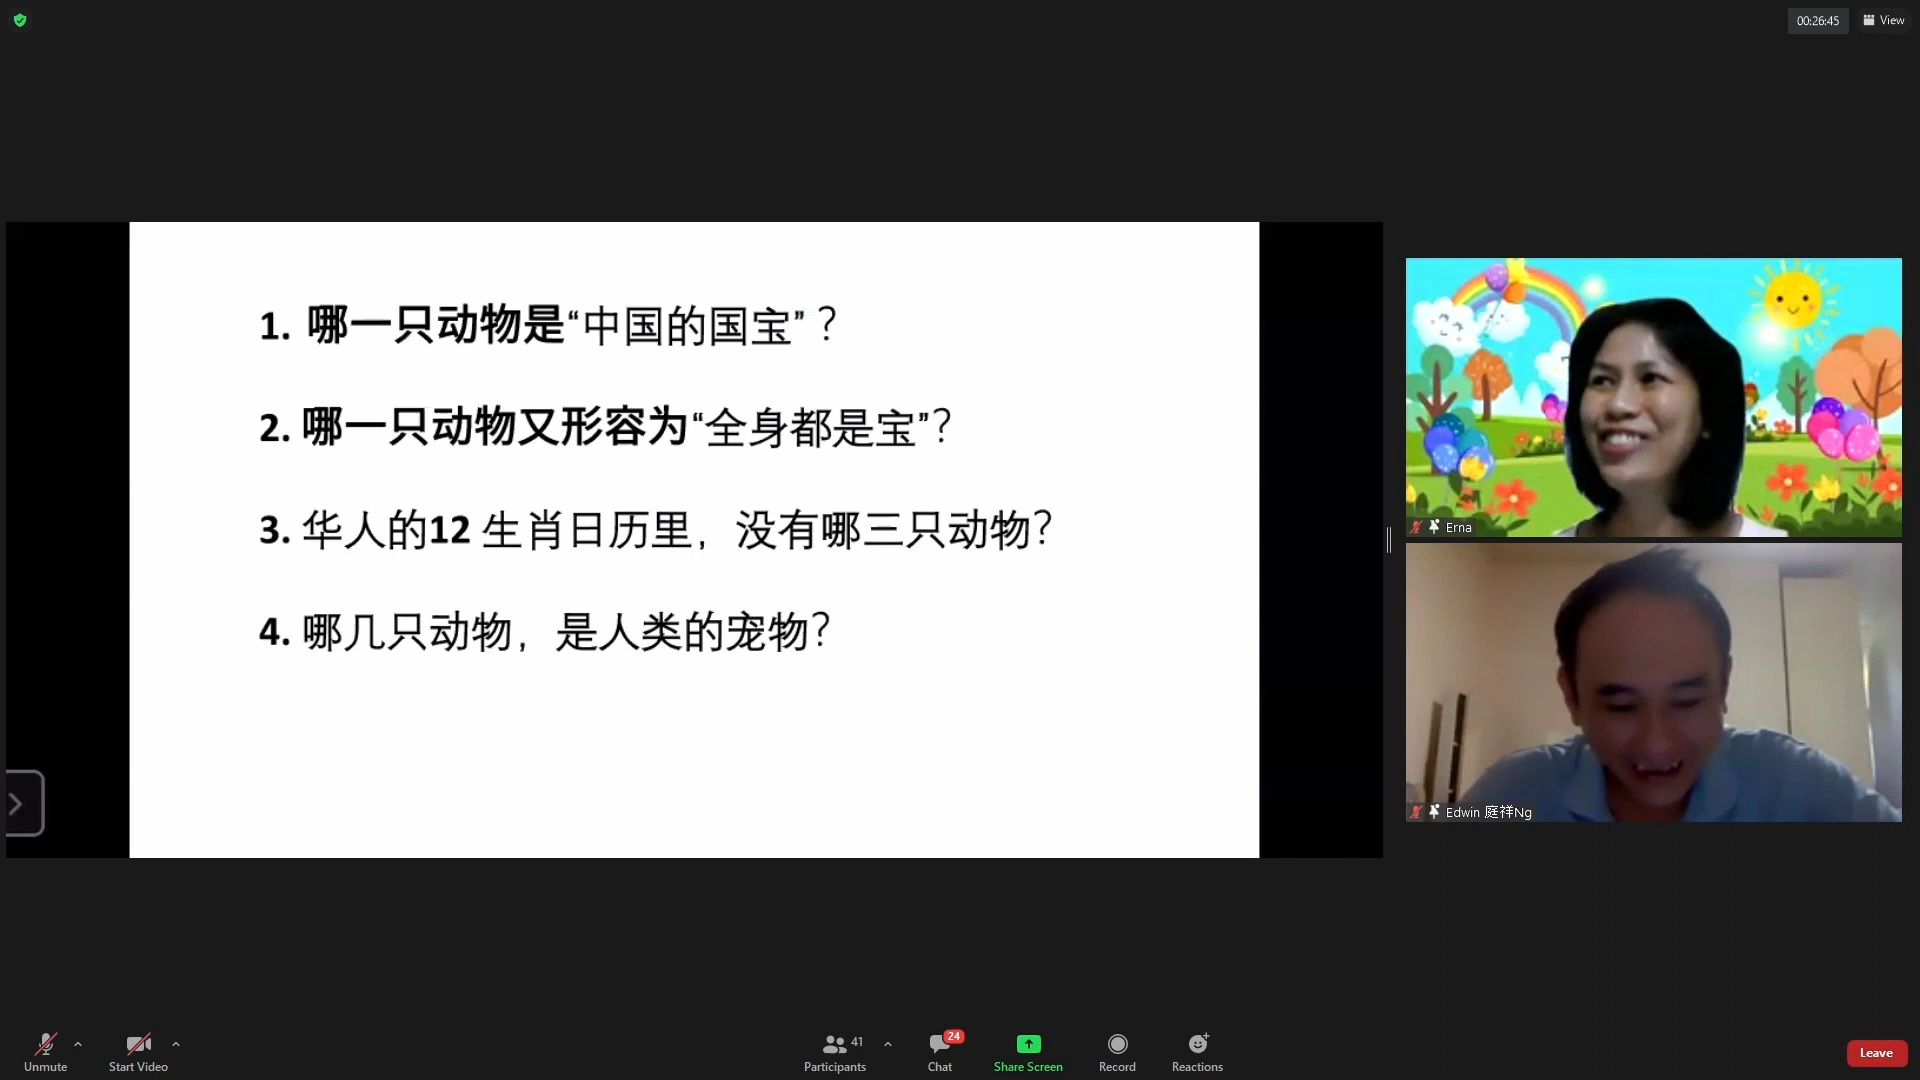 00:26:45
View
1. 哪一只动物是“中国的国宝”？
2. 哪一只动物又形容为“全身都是宝”?
3. 华人的12 生肖日历里，没有哪三只动物?
4. 哪几只动物，是人类的宠物?
Erna
Edwin 庭祥Ng
Unmute
Start Video
Participants
41
Chat
24
Share Screen
Record
Reactions
Leave